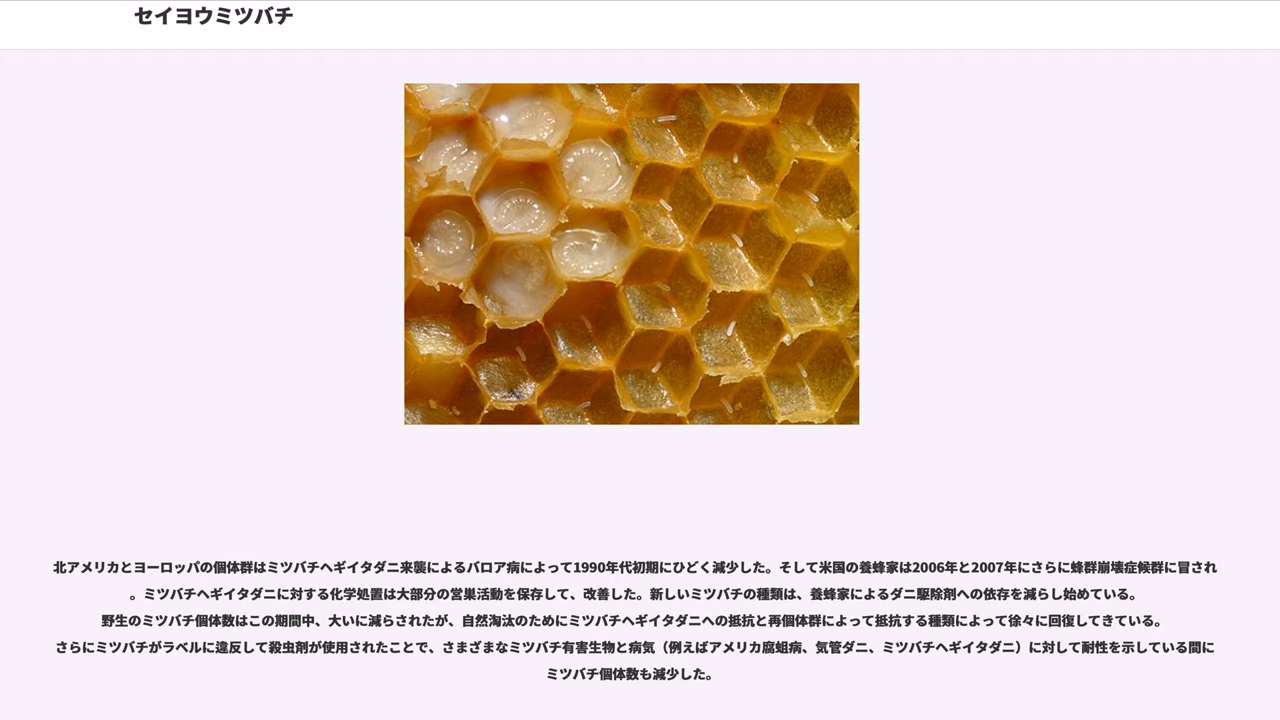 セイヨウミツバチ
北アメリカとヨーロッパの個体群はミツバチヘギイタダニ来襲によるバロア病によって1990年代初期にひどく減少した。そして米国の養蜂家は2006年と2007年にさらに蜂群崩壊症候群に冒され
。ミツバチヘギイタダニに対する化学処置は大部分の営巣活動を保存して、改善した。新しいミツバチの種類は、養蜂家によるダニ駆除剤への依存を減らし始めている。
野生のミツバチ個体数はこの期間中、大いに減らされたが、自然淘汰のためにミツバチヘギイタダニへの抵抗と再個体群によって抵抗する種類によって徐々に回復してきている。
さらにミツバチがラベルに違反して殺虫剤が使用されたことで、さまざまなミツバチ有害生物と病気（例えばアメリカ腐蛆病、気管ダニ、ミツバチヘギイタダニ）に対して耐性を示している間に
ミツバチ個体数も減少した。